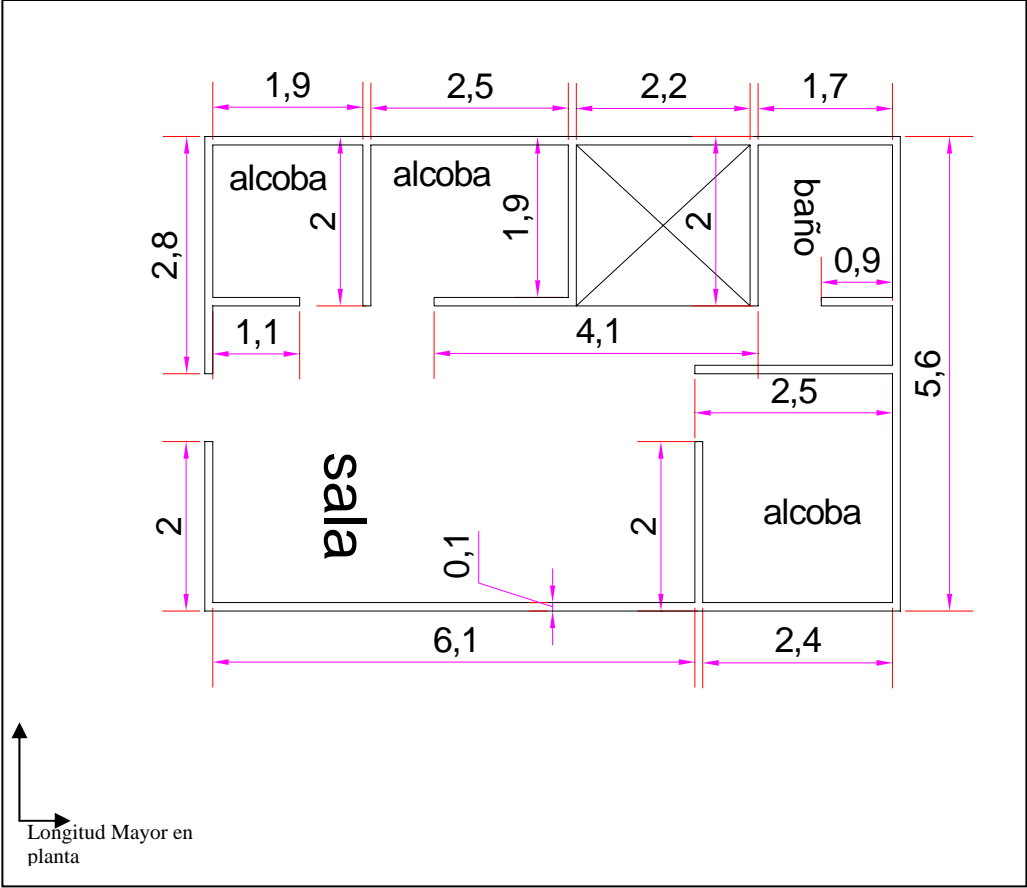 1,9
2,5
2,2
1,7
alcoba
alcoba
baño
2
1,9
2
2,8
0,9
1,1
4,1
5,6
2,5
sala
alcoba
2
2
0,1
6,1
2,4
Longitud Mayor en
planta